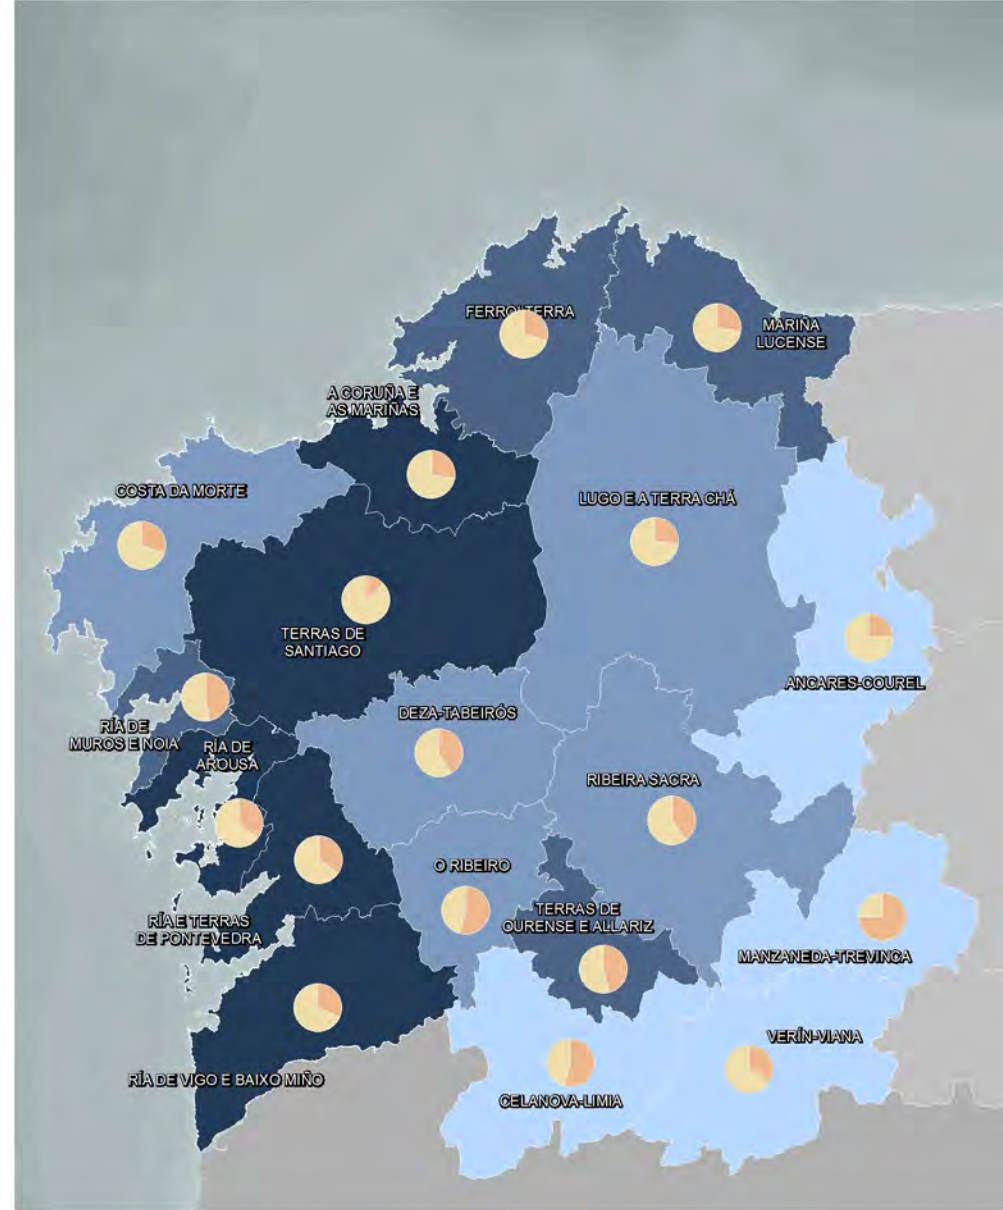 FERROLTERRA
MARIÑA
LUCENSE
A CORUÑA E
AS MARIÑAS
COSTA DA MORTE
LUGO E A TERRA CHÁ
TERRAS DE
SANTIAGO
ANCARES-COUREL
RÍA DE
MUROS E NOIA
RÍA DE
AROUSA
DEZA-TABEIRÓS
RIBEIRA SACRA
O RIBEIRO
TERRAS DE
OURENSE E ALLARIZ
RÍA E TERRAS
DE PONTEVEDRA
MANZANEDA-TREVINCA
VERÍN-VIANA
RÍA DE VIGO E BAIXO MIÑO
CELANOVA-LIMIA